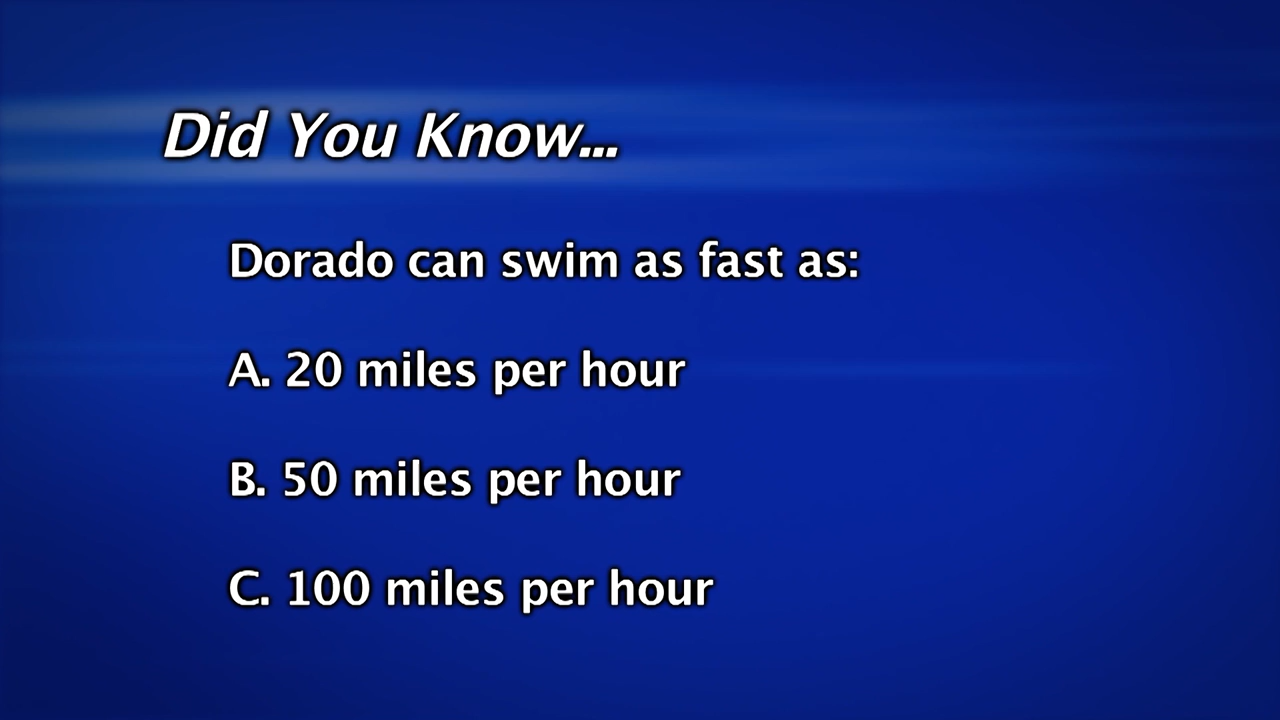 Did You Know...
Dorado can swim as fast as:
A. 20 miles per hour
B. 50 miles per hour
C. 100 miles per hour